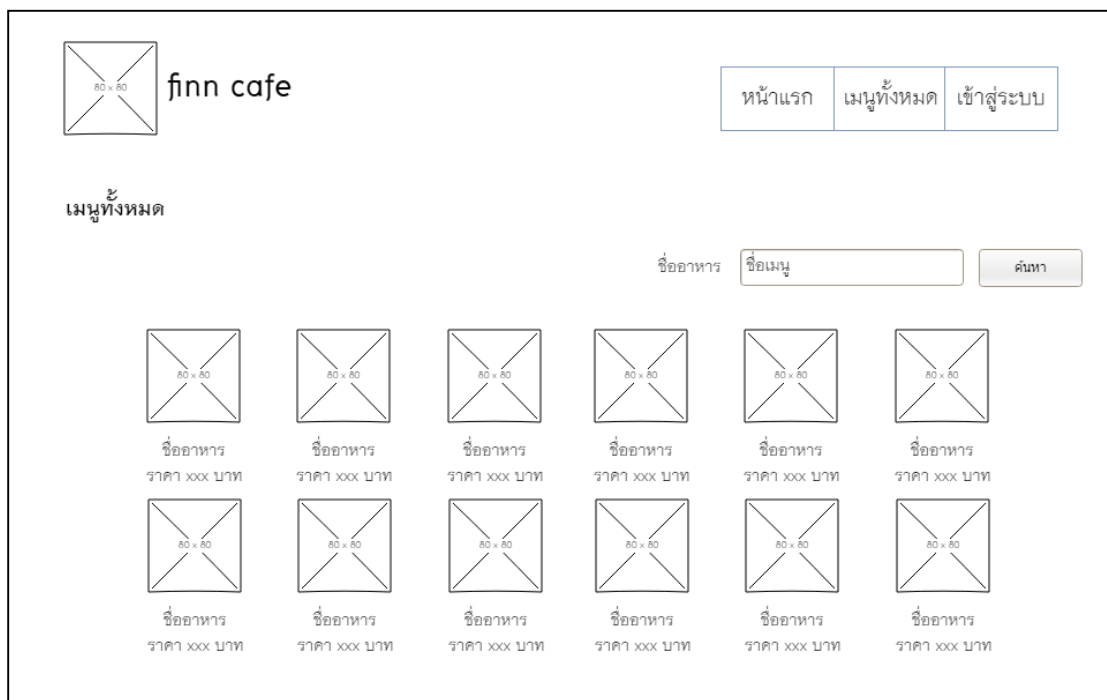 80 x 80
finn cafe
หน้าแรก เมนูทั้งหมด เข้าสู่ระบบ
เมนูทั้งหมด
ชื่ออาหาร ชื่อเมนู ค้นหา
80 x 80 80 x 80 80 x 80 80 x 80 80 x 80 80 x 80
ชื่ออาหาร ชื่ออาหาร ชื่ออาหาร ชื่ออาหาร ชื่ออาหาร ชื่ออาหาร
ราคา xxx บาท ราคา xxx บาท ราคา xxx บาท ราคา xxx บาท ราคา xxx บาท ราคา xxx บาท
80 x 80 80 x 80 80 x 80 80 x 80 80 x 80 80 x 80
ชื่ออาหาร ชื่ออาหาร ชื่ออาหาร ชื่ออาหาร ชื่ออาหาร ชื่ออาหาร
ราคา xxx บาท ราคา xxx บาท ราคา xxx บาท ราคา xxx บาท ราคา xxx บาท ราคา xxx บาท